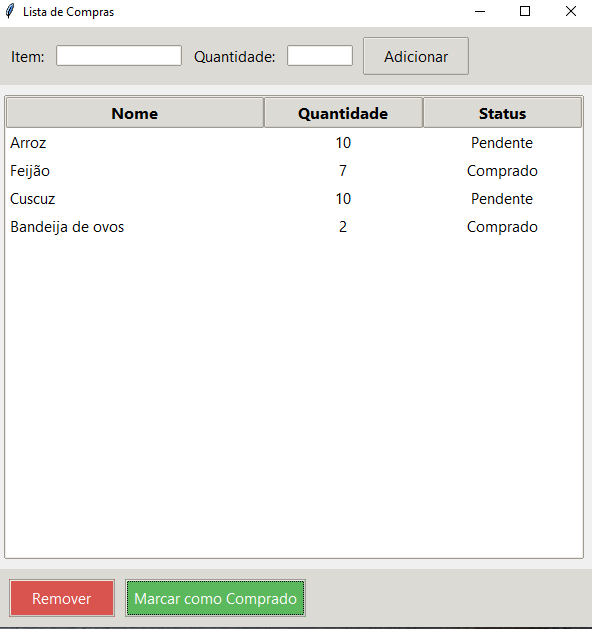 Lista de Compras
Item: Quantidade: Adicionar
Nome Quantidade Status
Arroz 10 Pendente
Feijão 7 Comprado
Cuscuz 10 Pendente
Bandeija de ovos 2 Comprado
Remover Marcar como Comprado